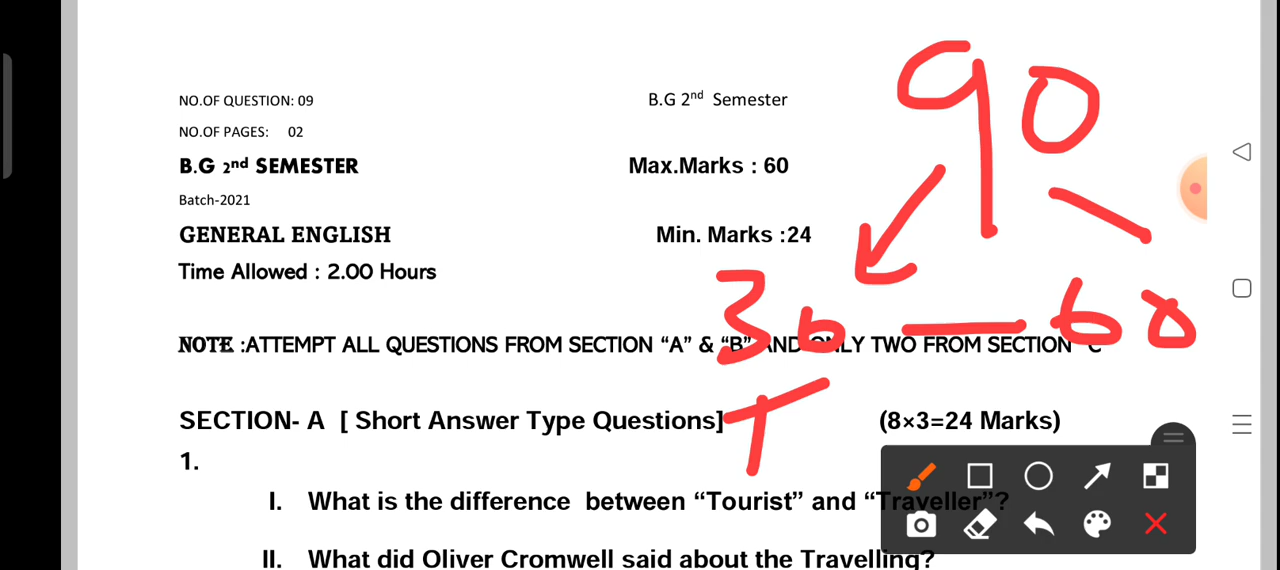 NO.OF QUESTION: 09
B.G 2nd Semester
NO.OF PAGES: 02
B.G 2nd SEMESTER
Max.Marks : 60
Batch-2021
GENERAL ENGLISH
Min. Marks :24
Time Allowed : 2.00 Hours
90
30 — 60
T
NOTE :ATTEMPT ALL QUESTIONS FROM SECTION “A” & “B” AND ONLY TWO FROM SECTION “C”
SECTION- A [ Short Answer Type Questions]
(8×3=24 Marks)
1.
I. What is the difference between “Tourist” and “Traveller”?
II. What did Oliver Cromwell said about the Travelling?